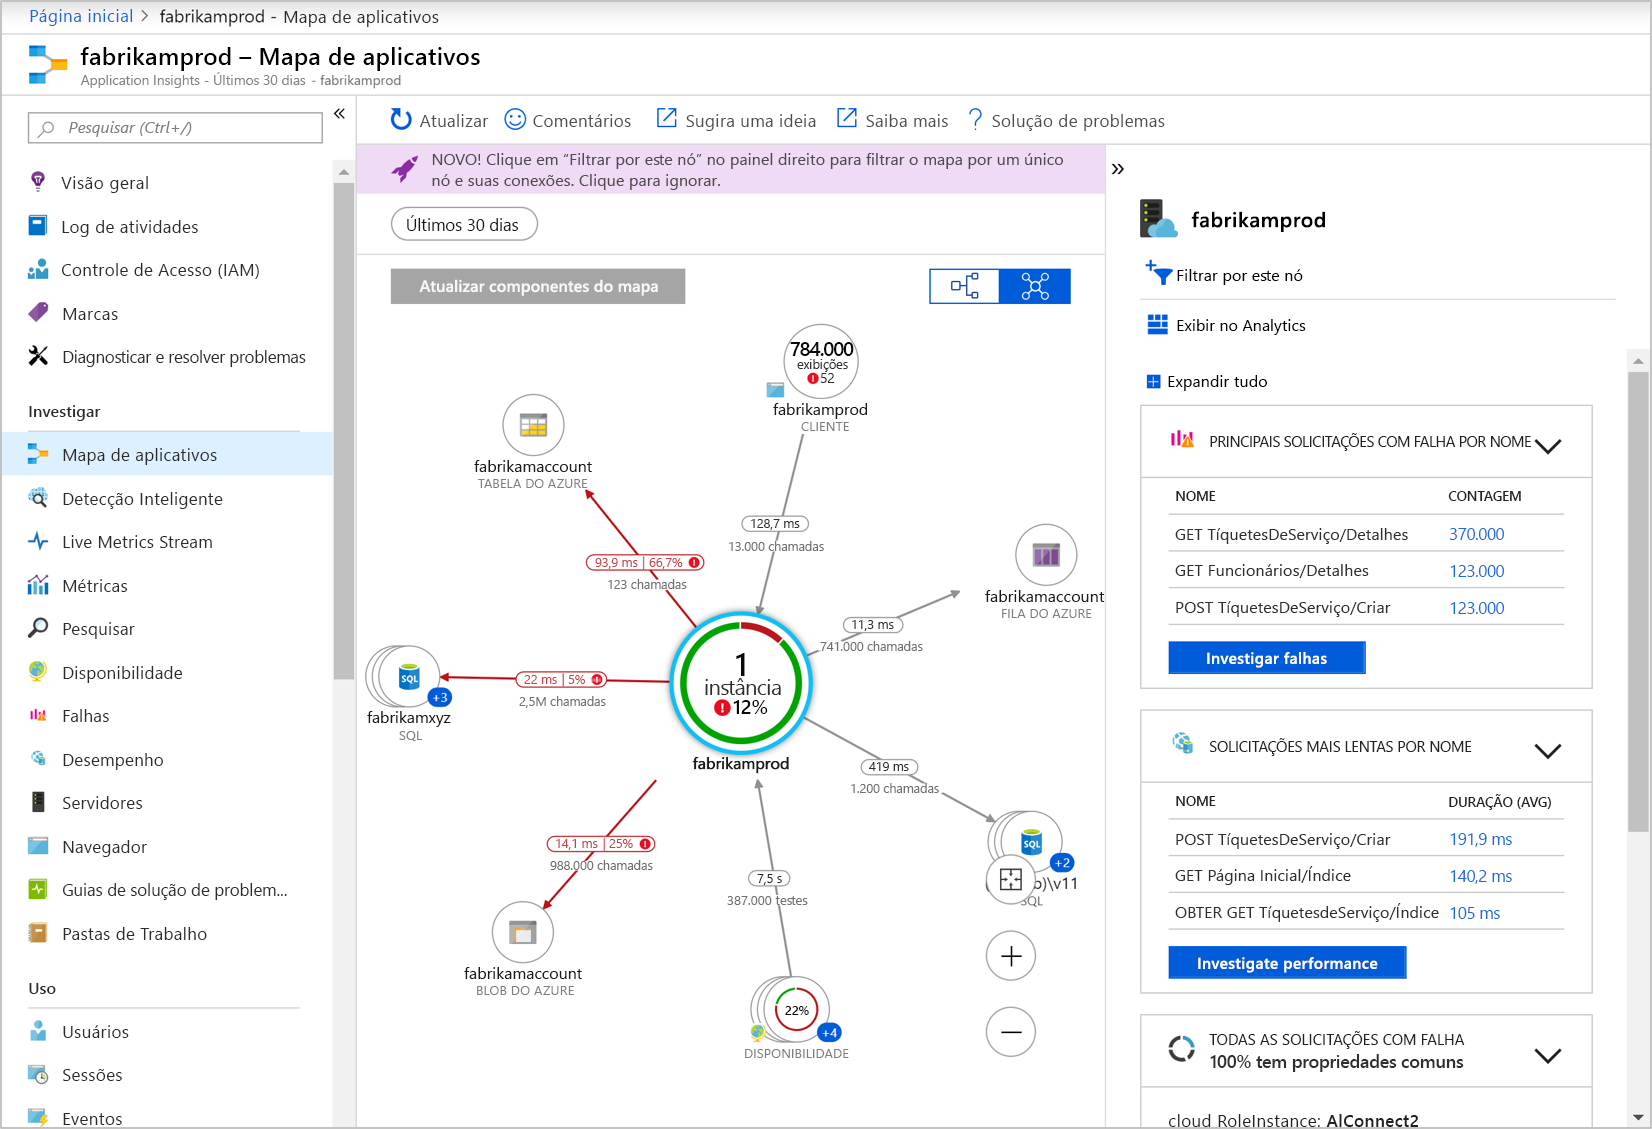 Página inicial > fabrikamprod - Mapa de aplicativos
fabrikamprod – Mapa de aplicativos
Application Insights - Últimos 30 dias - fabrikamprod
Pesquisar (Ctrl+/)
«
Visão geral
Log de atividades
Controle de Acesso (IAM)
Marcas
Diagnosticar e resolver problemas
Investigar
Mapa de aplicativos
Detecção Inteligente
Live Metrics Stream
Métricas
Pesquisar
Disponibilidade
Falhas
Desempenho
Servidores
Navegador
Guias de solução de problem...
Pastas de Trabalho
Uso
Usuários
Sessões
Eventos
Atualizar
Comentários
Sugira uma ideia
Saiba mais
? Solução de problemas
NOVO! Clique em “Filtrar por este nó” no painel direito para filtrar o mapa por um único
nó e suas conexões. Clique para ignorar.
Últimos 30 dias
Atualizar componentes do mapa
784.000
exibições
52
fabrikamprod
CLIENTE
fabrikamaccount
TABELA DO AZURE
128,7 ms
13.000 chamadas
93,9 ms | 66,7%
123 chamadas
fabrikamaccount
FILA DO AZURE
11,3 ms
741.000 chamadas
1
instância
12%
fabrikamprod
SQL
+3
fabrikamxyz
SQL
22 ms | 5%
2,5M chamadas
419 ms
1.200 chamadas
SQL
+2
b)\v11
SQL
14,1 ms | 25%
988.000 chamadas
fabrikamaccount
BLOB DO AZURE
7,5 s
387.000 testes
22%
+4
DISPONIBILIDADE
»
fabrikamprod
Filtrar por este nó
Exibir no Analytics
Expandir tudo
PRINCIPAIS SOLICITAÇÕES COM FALHA POR NOME
NOME CONTAGEM
GET TíquetesDeServiço/Detalhes 370.000
GET Funcionários/Detalhes 123.000
POST TíquetesDeServiço/Criar 123.000
Investigar falhas
SOLICITAÇÕES MAIS LENTAS POR NOME
NOME DURAÇÃO (AVG)
POST TíquetesDeServiço/Criar 191,9 ms
GET Página Inicial/Índice 140,2 ms
OBTER GET TíquetesdeServiço/Índice 105 ms
Investigate performance
TODAS AS SOLICITAÇÕES COM FALHA
100% tem propriedades comuns
cloud_RoleInstance: AlConnect2